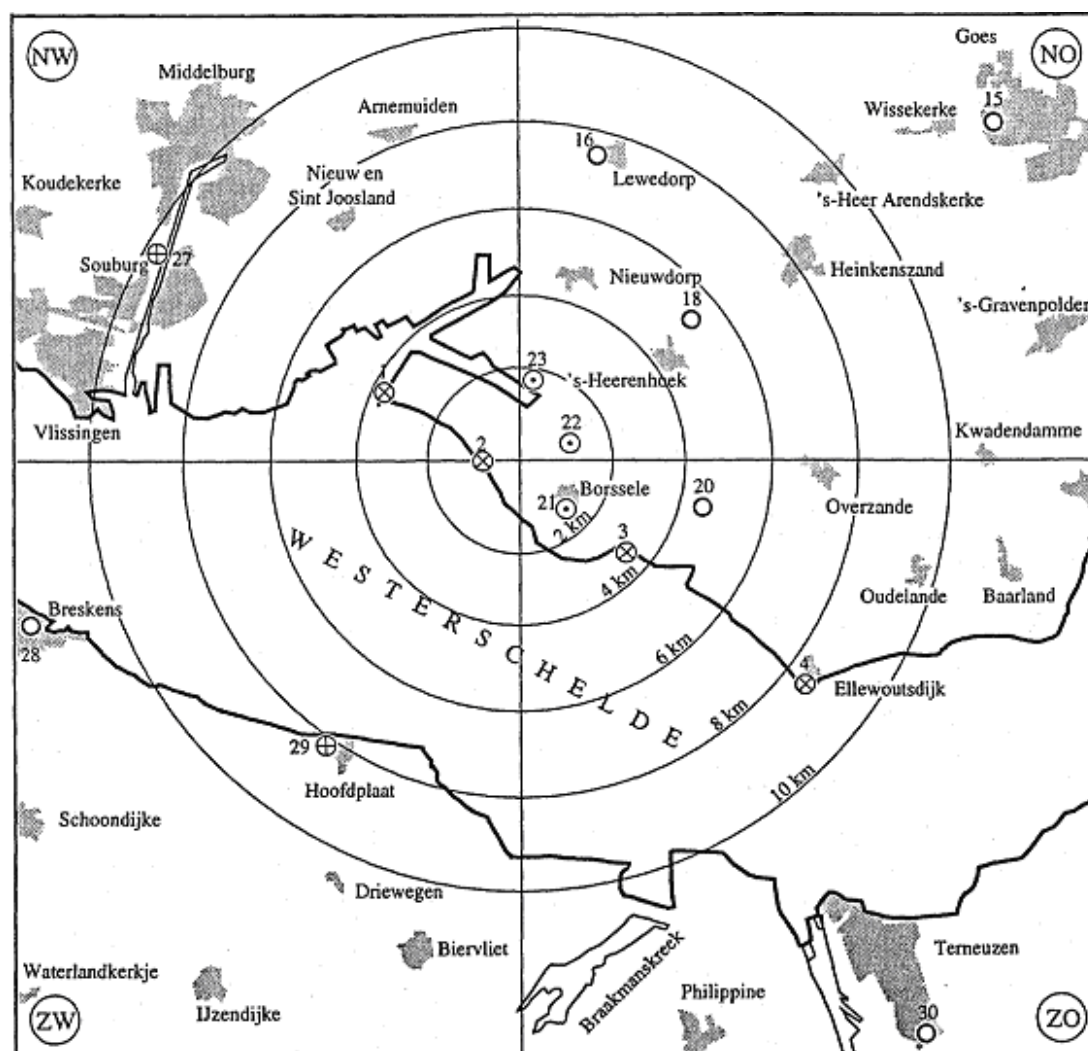 NW
Middelburg
Arnemuiden
Goes
NO
15
Wissekerke
16
Lewedorp
Koudekerke
Nieuw en
Sint Joosland
's-Heer Arendskerke
Souburg
27
Nieuwdorp
Heinkenszand
18
's-Gravenpolder
1
23
's-Heerenhoek
Vlissingen
22
2
Kwadendamme
Borssele
20
21
Overzande
2 km
3
WESTERSCHELDE
4 km
Breskens
Oudelande
Baarland
28
6 km
4
Ellewoutsdijk
8 km
29
Hoofdplaat
10 km
Schoondijke
Driewegen
Biervliet
Terneuzen
Waterlandkerkje
Braakmanskreek
Philippine
IJzendijke
ZW
30
ZO